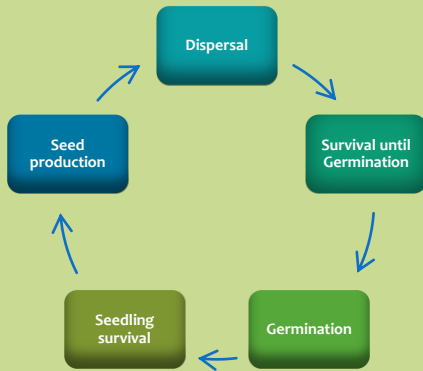 Dispersal
Survival until
Germination
Germination
Seedling
survival
Seed
production